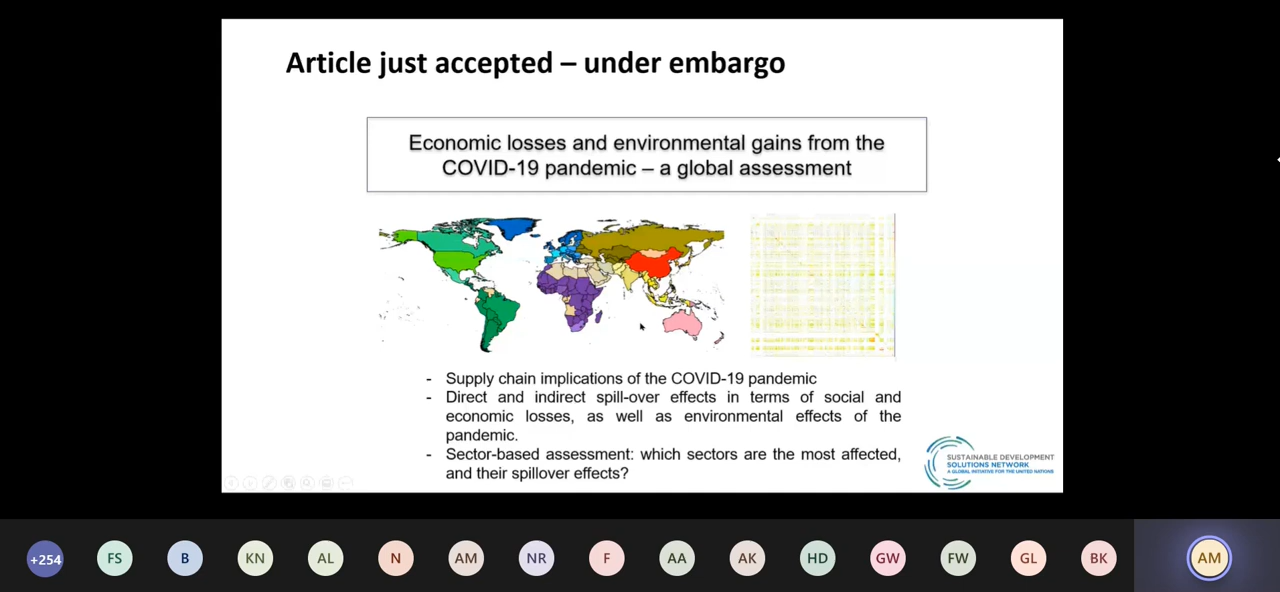 Article just accepted – under embargo
Economic losses and environmental gains from the
COVID-19 pandemic – a global assessment
- Supply chain implications of the COVID-19 pandemic
- Direct and indirect spill-over effects in terms of social and
economic losses, as well as environmental effects of the
pandemic.
- Sector-based assessment: which sectors are the most affected,
and their spillover effects?
SUSTAINABLE DEVELOPMENT
SOLUTIONS NETWORK
A GLOBAL INITIATIVE FOR THE UNITED NATIONS
+254 FS B KN AL N AM NR F AA AK HD GW FW GL BK AM